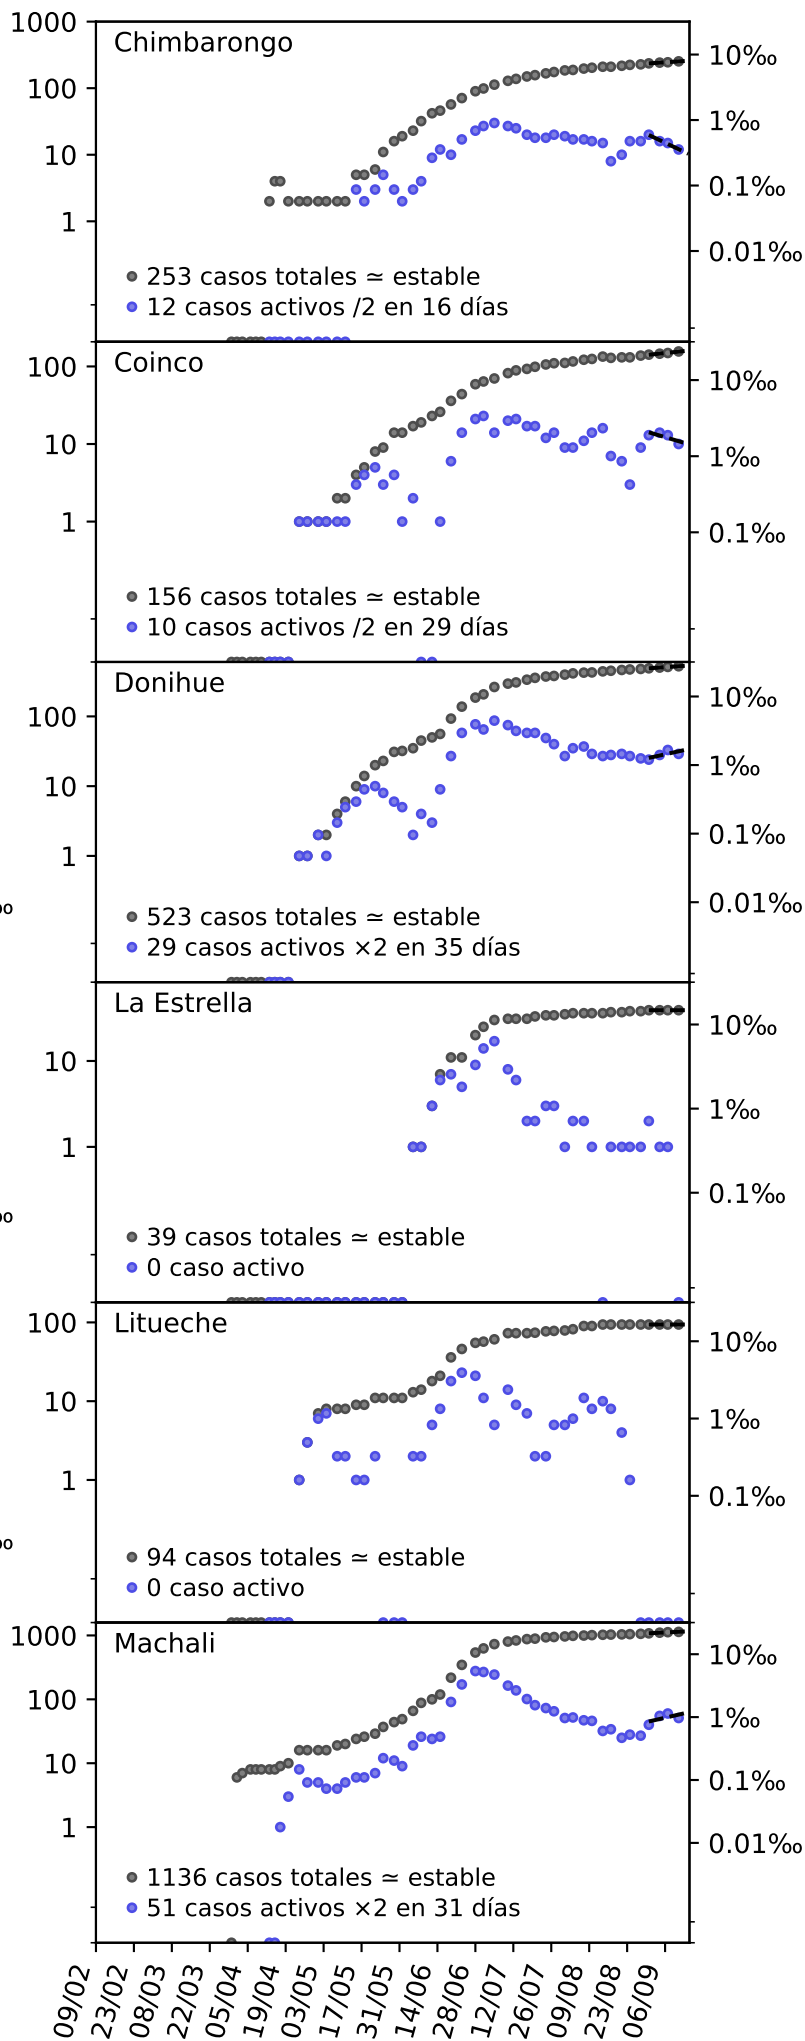 1000
Chimbarongo
10‰
100
1‰
10
0.1‰
1
0.01‰
253 casos totales ≃ estable
12 casos activos /2 en 16 días
Coinco
100
10‰
10
1‰
1
0.1‰
156 casos totales ≃ estable
10 casos activos /2 en 29 días
Donihue
10‰
100
1‰
10
0.1‰
1
0.01‰
‰
523 casos totales ≃ estable
29 casos activos ×2 en 35 días
La Estrella
10‰
10
1‰
1
0.1‰
‰
39 casos totales ≃ estable
0 caso activo
100
Litueche
10‰
10
1‰
1
0.1‰
‰
94 casos totales ≃ estable
0 caso activo
1000
Machali
10‰
100
1‰
10
0.1‰
1
0.01‰
1136 casos totales ≃ estable
51 casos activos ×2 en 31 días
09/02 23/02 08/03 22/03 05/04 19/04 03/05 17/05 31/05 14/06 28/06 12/07 26/07 09/08 23/08 06/09